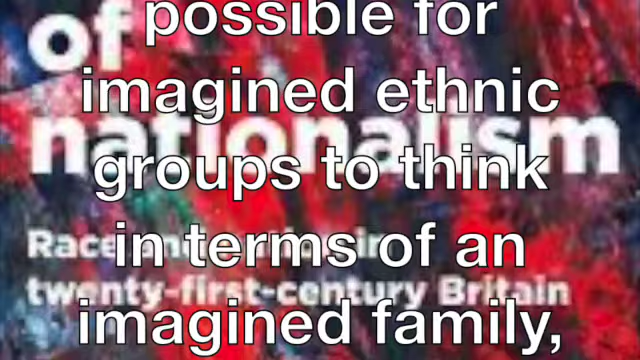 of
possible for
imagined ethnic
nationalism
groups to think
Race
in terms of an
twenty-first-century Britain
imagined family,